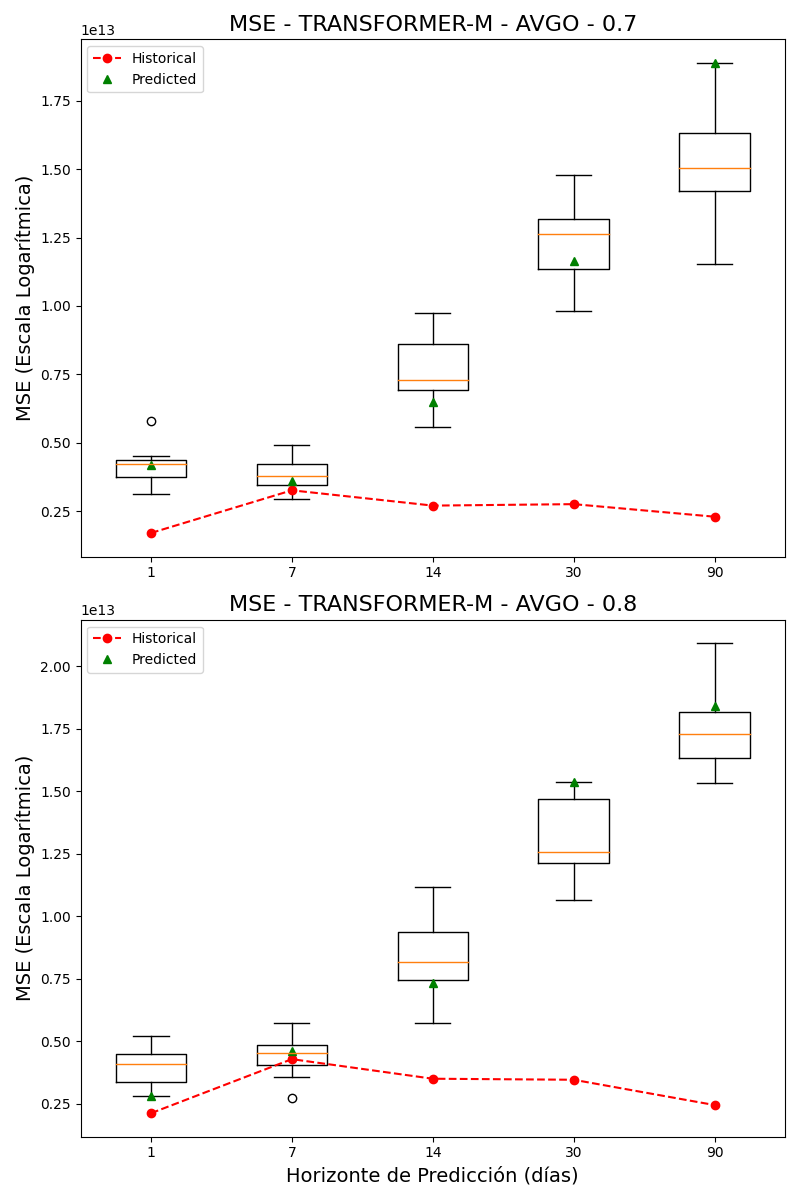 MSE - TRANSFORMER-M - AVGO - 0.7
1e13
Historical
Predicted
MSE (Escala Logarítmica)
1.75
1.50
1.25
1.00
0.75
0.50
0.25
1 7 14 30 90
MSE - TRANSFORMER-M - AVGO - 0.8
1e13
Historical
Predicted
MSE (Escala Logarítmica)
2.00
1.75
1.50
1.25
1.00
0.75
0.50
0.25
1 7 14 30 90
Horizonte de Predicción (días)